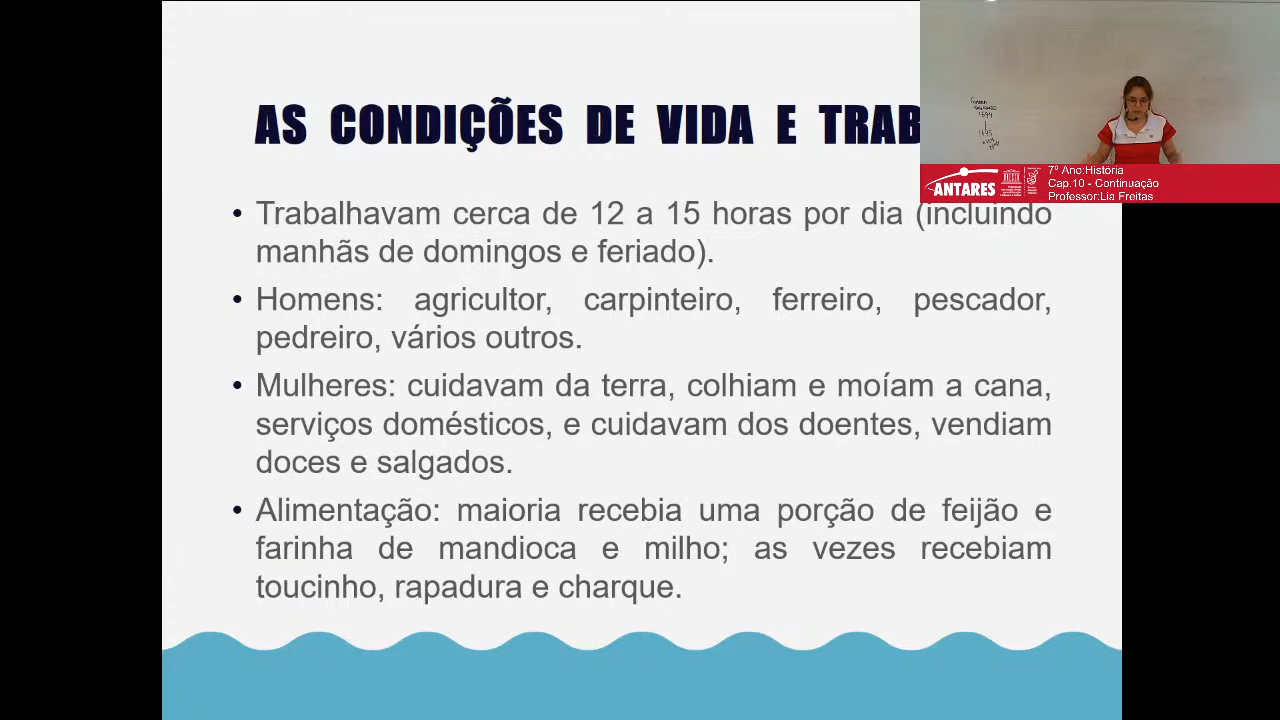 AS CONDIÇÕES DE VIDA E TRAB
Trabalhavam cerca de 12 a 15 horas por dia (incluindo
manhãs de domingos e feriado).
Homens: agricultor, carpinteiro, ferreiro, pescador,
pedreiro, vários outros.
Mulheres: cuidavam da terra, colhiam e moíam a cana,
serviços domésticos, e cuidavam dos doentes, vendiam
doces e salgados.
Alimentação: maioria recebia uma porção de feijão e
farinha de mandioca e milho; as vezes recebiam
toucinho, rapadura e charque.
ANTARES
7º Ano:História
Cap.10 - Continuação
Professor:Lia Freitas